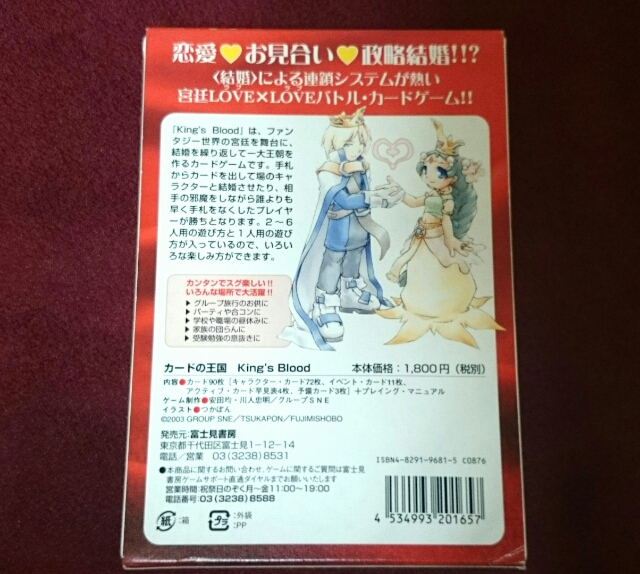 恋愛♥お見合い♥政略結婚!!?
〈結婚〉による連鎖システムが熱い
宮廷LOVE×LOVEバトル・カードゲーム!!
ラブ ラブ
『King's Blood』は、ファン
タジー世界の宮廷を舞台に、
結婚を繰り返して一大王朝を
作るカードゲームです。手札
からカードを出して場のキャ
ラクターと結婚させたり、相
手の邪魔をしながら誰よりも
早く手札をなくしたプレイヤ
ーが勝ちとなります。2〜6
人用の遊び方と1人用の遊び
方が入っているので、いろい
ろな楽しみ方ができます。
カンタンでスグ楽しい!!
いろんな場所で大活躍!!
▶グループ旅行のお供に
▶パーティや合コンに
▶学校や職場の昼休みに
▶家族の団らんに
▶受験勉強の息抜きに
カードの王国 King's Blood 本体価格:1,800円(税別)
内容●カード90枚[キャラクター・カード72枚、イベント・カード11枚、
アクティブ・カード早見表4枚、予備カード3枚]+プレイング・マニュアル
ゲーム制作●安田均・川人忠明/グループSNE
イラスト●つかぽん
©2003 GROUP SNE/TSUKAPON/FUJIMISHOBO
発売元:富士見書房
東京都千代田区富士見1-12-14
電話/営業 03(3238)8531
●本商品に関するお問い合わせ、ゲームに関するご質問は富士見
書房ゲームサポート直通ダイヤルまでお願いいたします
営業時間:祝祭日のぞく月〜金11:00〜19:00
電話番号:03(3238)8588
紙 :箱
プラ :外袋
:PP
ISBN4-8291-9681-5 C0876
4 534993 201657